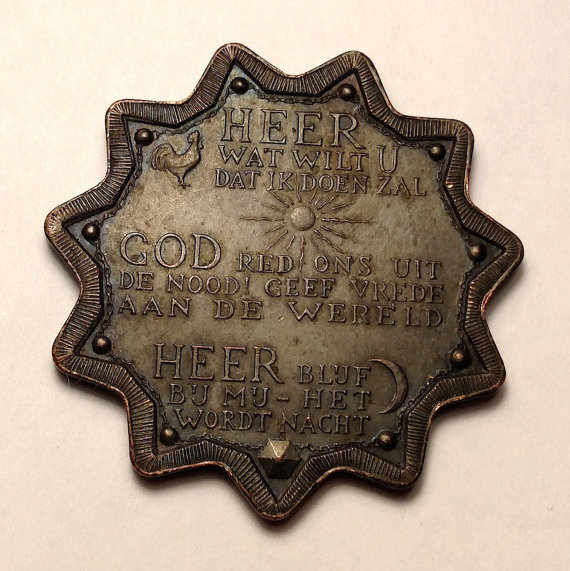 HEER
WAT WILT U
DAT IK DOEN ZAL
GOD RED ONS UIT
DE NOOD! GEEF VREDE
AAN DE WERELD
HEER BLIJF
BIJ MIJ - HET
WORDT NACHT